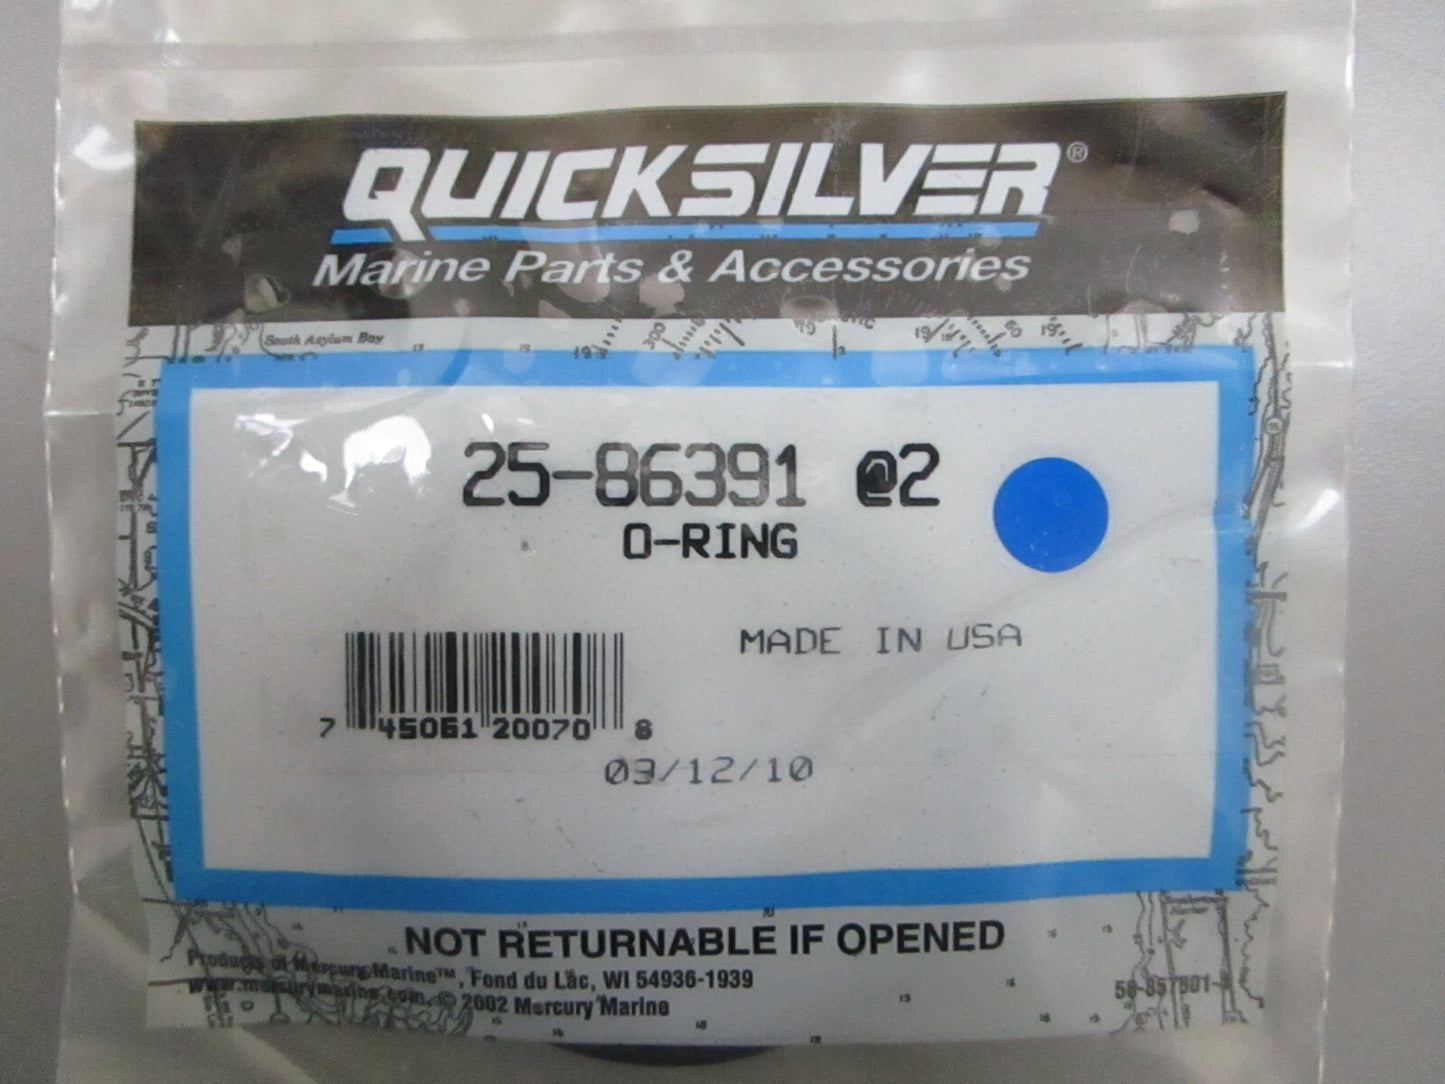 QUICKSILVER®
Marine Parts & Accessories
South Asylum Bay
25-86391 @2
O-RING
MADE IN USA
7 45061 20070 8
03/12/10
NOT RETURNABLE IF OPENED
Products of Mercury Marine™, Fond du Lac, WI 54936-1939
www.mercurymarine.com © 2002 Mercury Marine